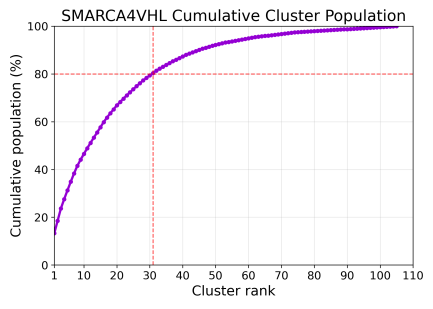 SMARCA4VHL Cumulative Cluster Population
100
80
60
40
20
0
Cumulative population (%)
1 10 20 30 40 50 60 70 80 90 100 110
Cluster rank